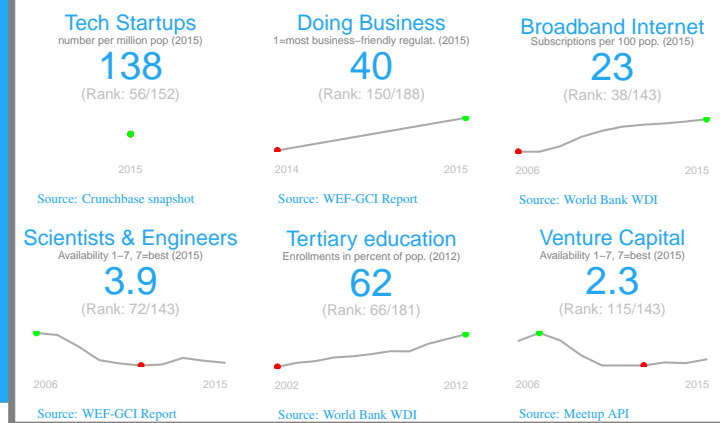 Tech Startups
number per million pop (2015)
138
(Rank: 56/152)
2015
Source: Crunchbase snapshot
Doing Business
1=most business−friendly regulat. (2015)
40
(Rank: 150/188)
2014 2015
Source: WEF-GCI Report
Broadband Internet
Subscriptions per 100 pop. (2015)
23
(Rank: 38/143)
2006 2015
Source: World Bank WDI
Scientists & Engineers
Availability 1−7, 7=best (2015)
3.9
(Rank: 72/143)
2006 2015
Source: WEF-GCI Report
Tertiary education
Enrollments in percent of pop. (2012)
62
(Rank: 66/181)
2002 2012
Source: World Bank WDI
Venture Capital
Availability 1−7, 7=best (2015)
2.3
(Rank: 115/143)
2006 2015
Source: Meetup API